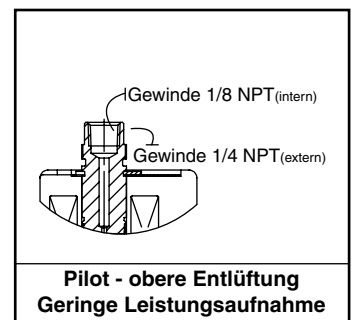 Gewinde 1/8 NPT(intern)
Gewinde 1/4 NPT(extern)
Pilot - obere Entlüftung
Geringe Leistungsaufnahme